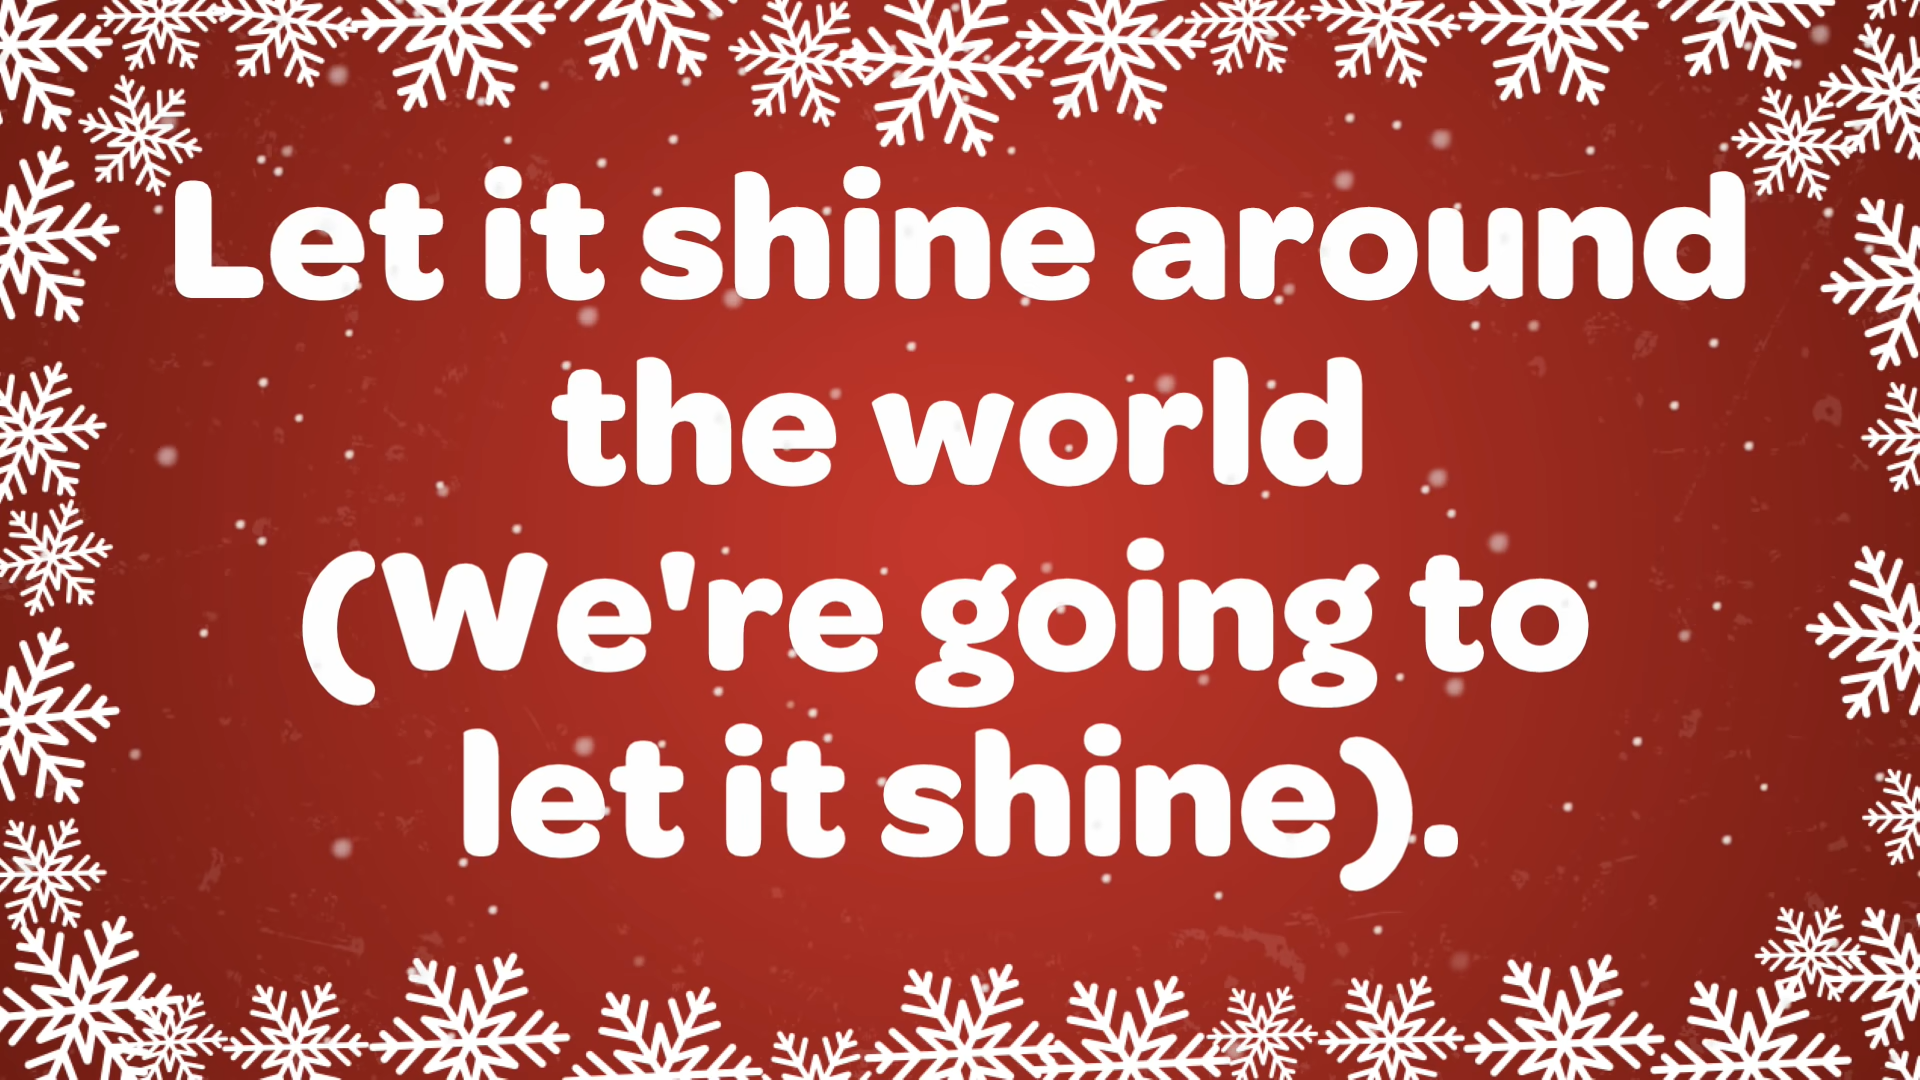 Let it shine around
the world
(We're going to
let it shine).